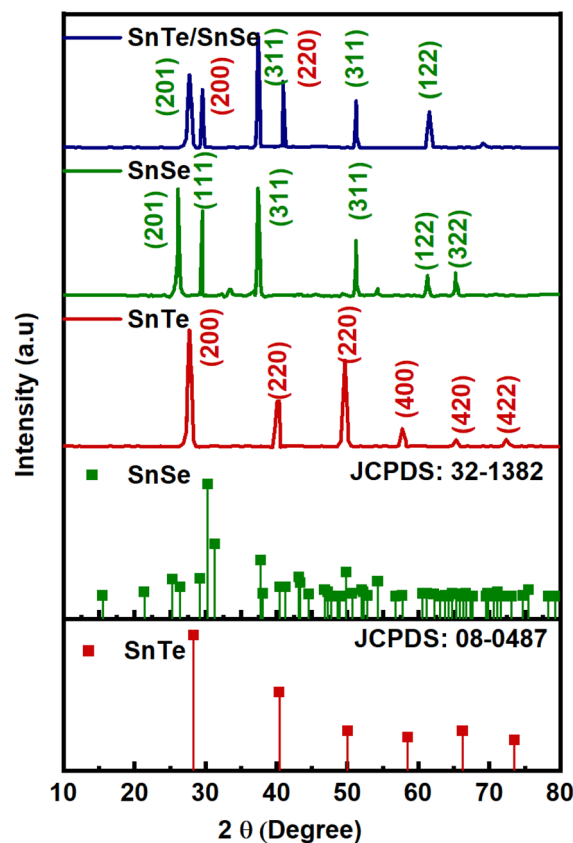 SnTe/SnSe
(201)
(200)
(311)
(220)
(311)
(122)
SnSe
(201)
(111)
(311)
(311)
(122)
(322)
SnTe
(200)
(220)
(220)
(400)
(420)
(422)
SnSe
JCPDS: 32-1382
SnTe
JCPDS: 08-0487
Intensity (a.u)
10 20 30 40 50 60 70 80
2 θ (Degree)